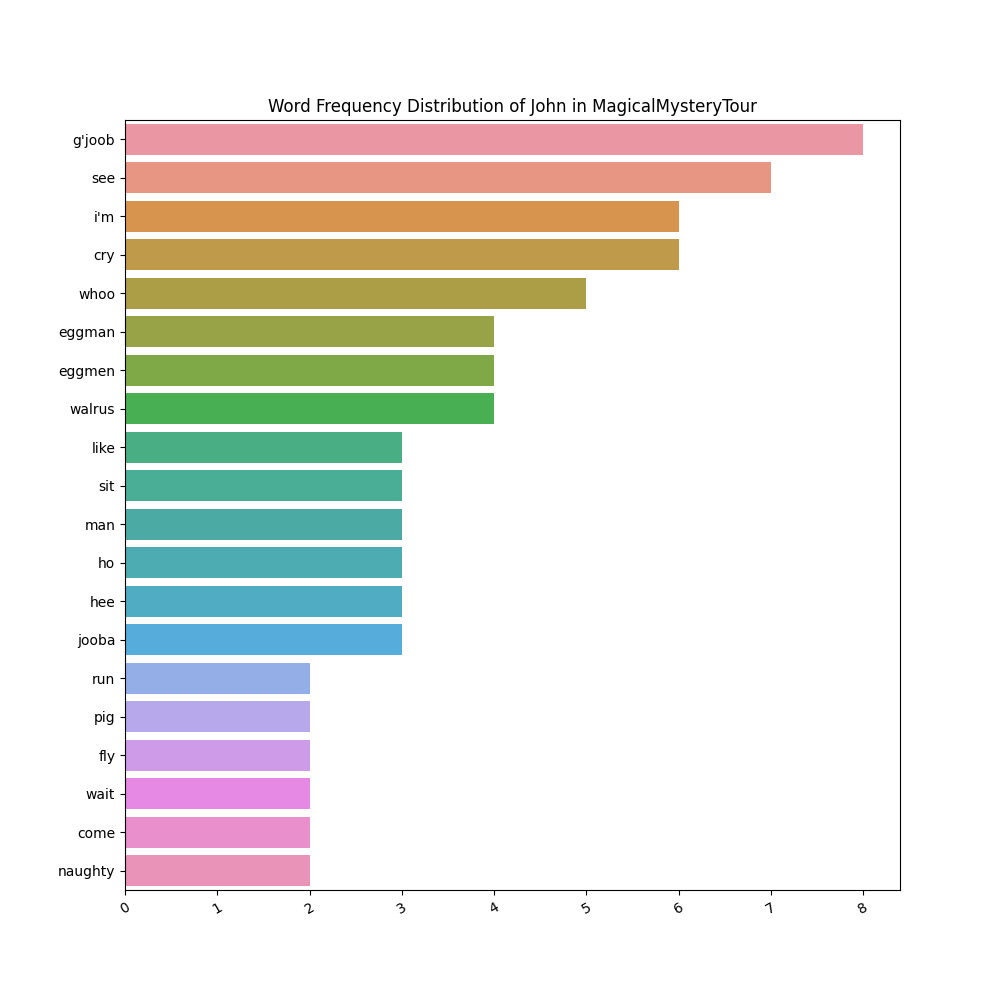 Word Frequency Distribution of John in MagicalMysteryTour
g'joob
see
i'm
cry
whoo
eggman
eggmen
walrus
like
sit
man
ho
hee
jooba
run
pig
fly
wait
come
naughty
0 1 2 3 4 5 6 7 8